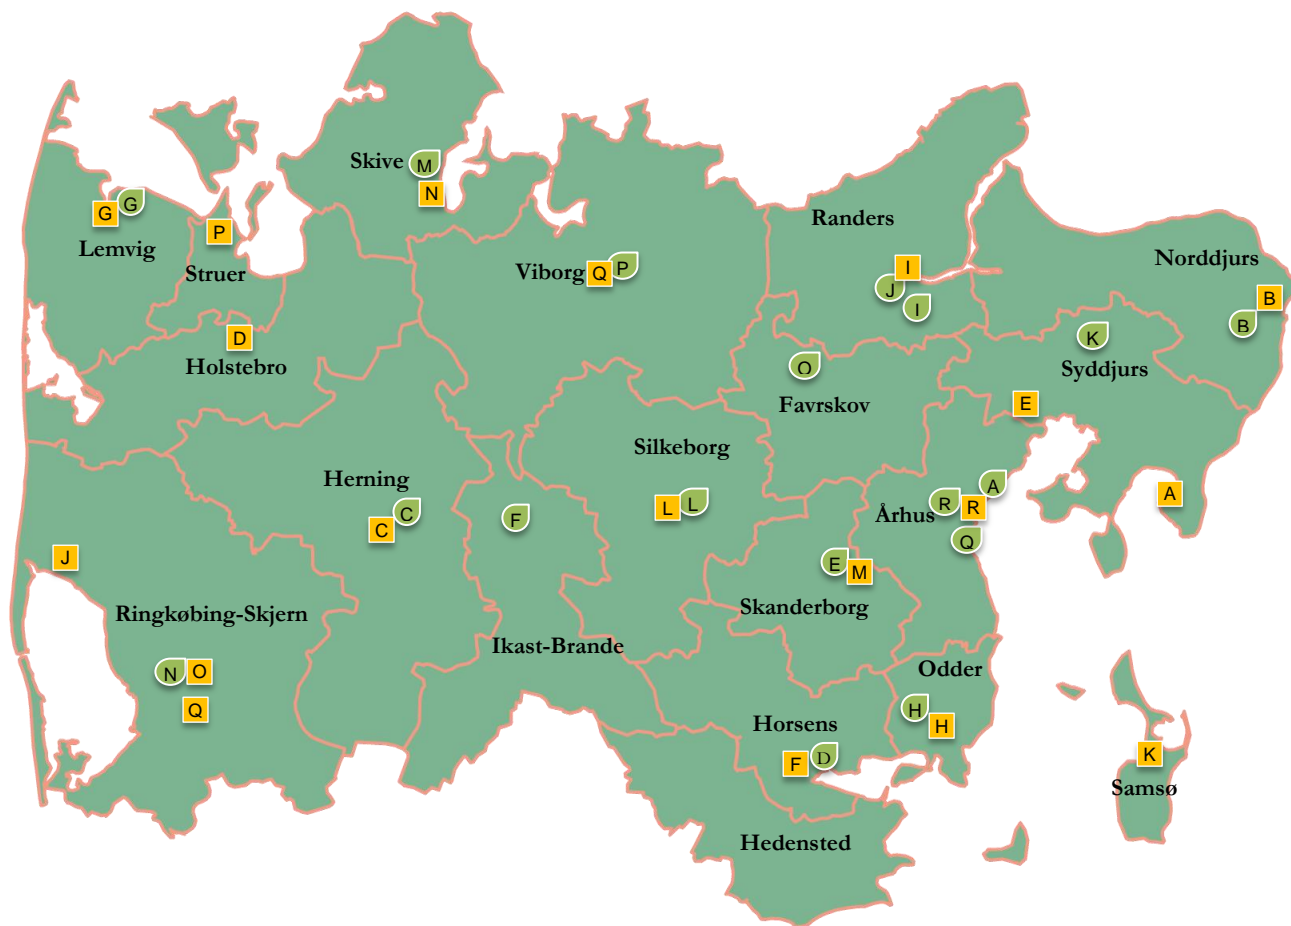 Skive
M
N
G
G
P
Lemvig
Struer
D
Holstebro
Viborg
Q
P
Randers
I
J
I
Norddjurs
B
B
K
Syddjurs
O
Favrskov
E
Silkeborg
Herning
C
C
F
L
L
A
R
R
Århus
Q
A
J
E
M
Skanderborg
Ringkøbing-Skjern
Ikast-Brande
N
O
Q
Odder
H
H
Horsens
F
D
K
Samsø
Hedensted